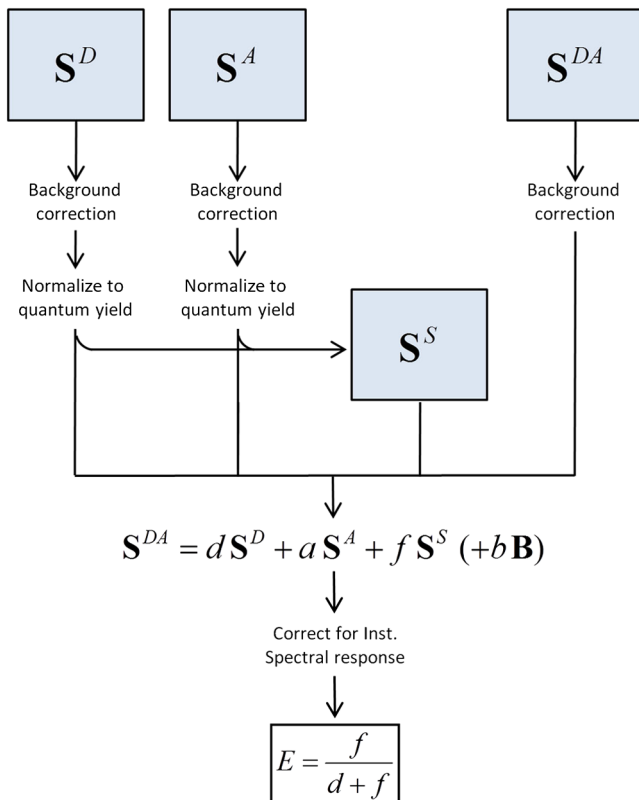 S^D
S^A
S^{DA}
Background
correction
Background
correction
Background
correction
Normalize to
quantum yield
Normalize to
quantum yield
S^S
S^{DA} = d S^D + a S^A + f S^S (+b B)
Correct for Inst.
Spectral response
E = \frac{f}{d + f}